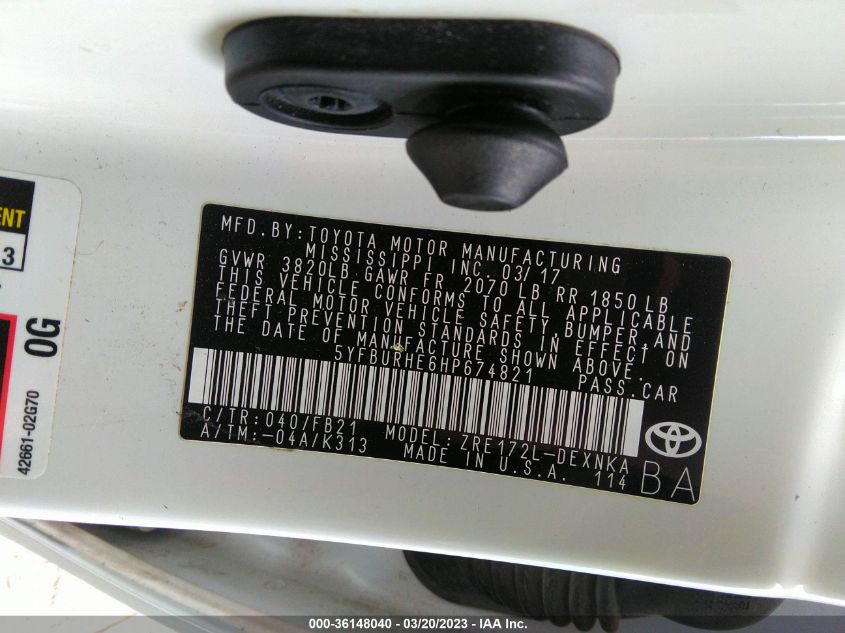 MFD.BY:TOYOTA MOTOR MANUFACTURING
MISSISSIPPI INC. 03/17
GVWR 3820LB GAWR FR 2070 LB RR 1850LB
THIS VEHICLE CONFORMS TO ALL APPLICABLE
FEDERAL MOTOR VEHICLE SAFETY,BUMPER,AND
THEFT PREVENTION STANDARDS IN EFFECT ON
THE DATE OF MANUFACTURE SHOWN ABOVE.
5YFBURHE6HP674821 PASS.CAR
C/TR:040/FB21 MODEL:ZRE172L-DEXNKA
A/TM:-04A/K313 MADE IN U.S.A. 114
BA
ENT
3
0G
42661-02G70
000-36148040 — 03/20/2023 — IAA Inc.